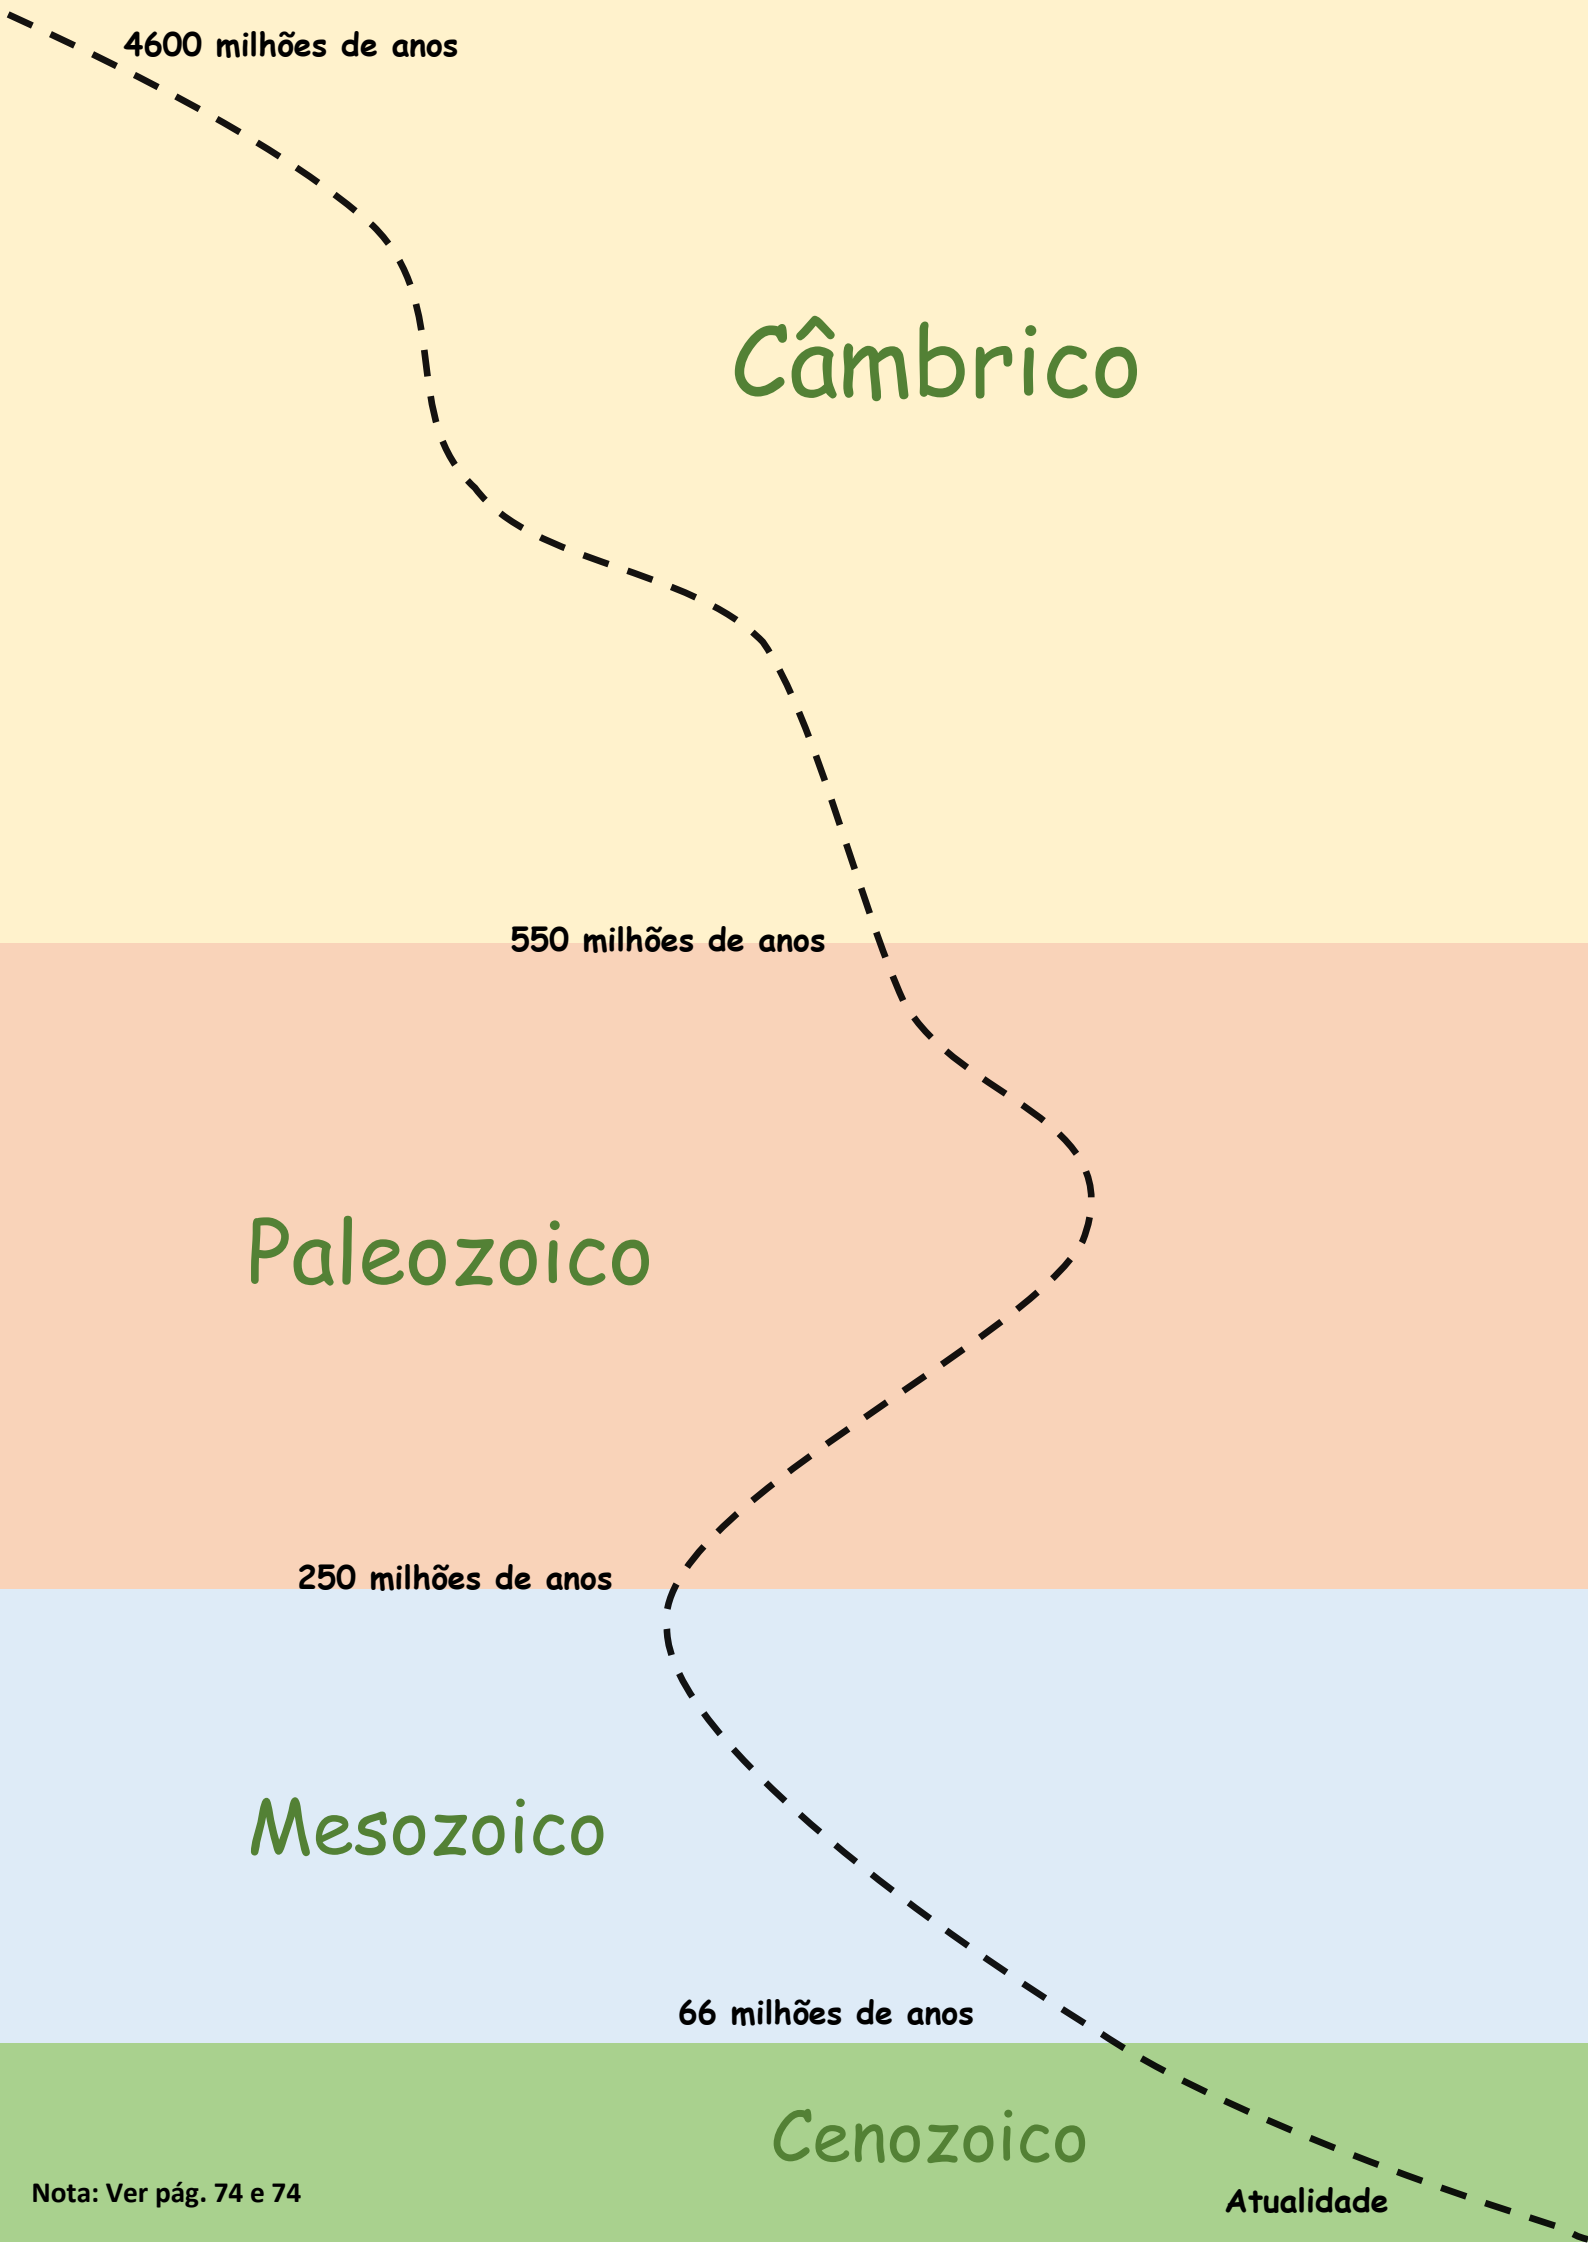 4600 milhões de anos
Câmbrico
550 milhões de anos
Paleozoico
250 milhões de anos
Mesozoico
66 milhões de anos
Cenozoico
Nota: Ver pág. 74 e 74
Atualidade